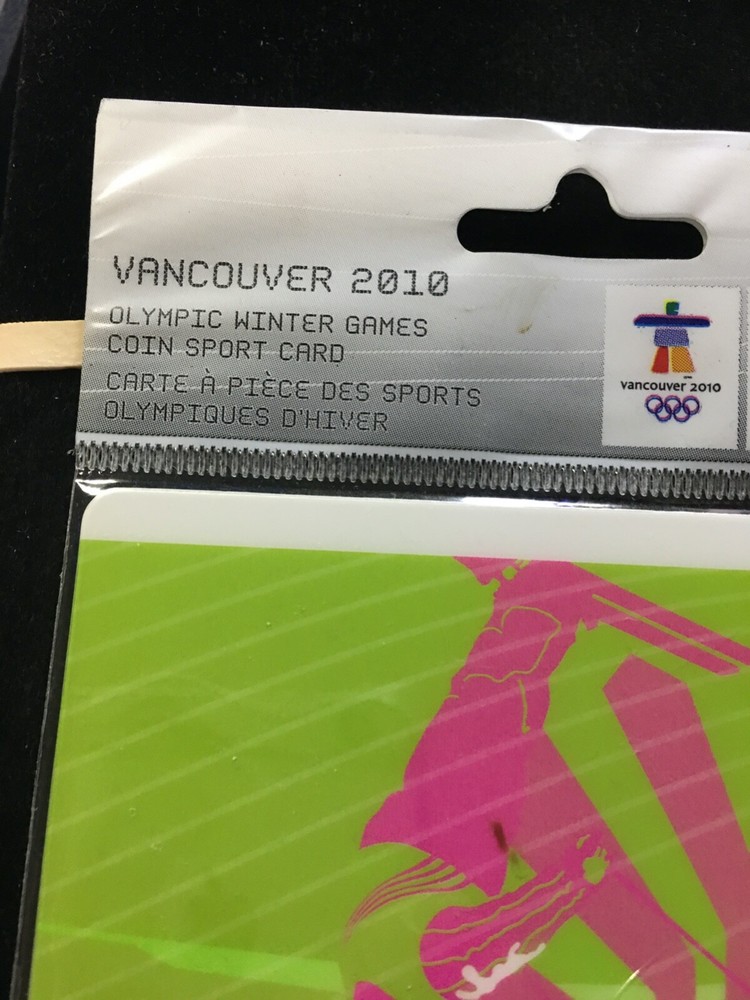 VANCOUVER 2010
OLYMPIC WINTER GAMES
COIN SPORT CARD
CARTE À PIÈCE DES SPORTS
OLYMPIQUES D'HIVER
vancouver 2010